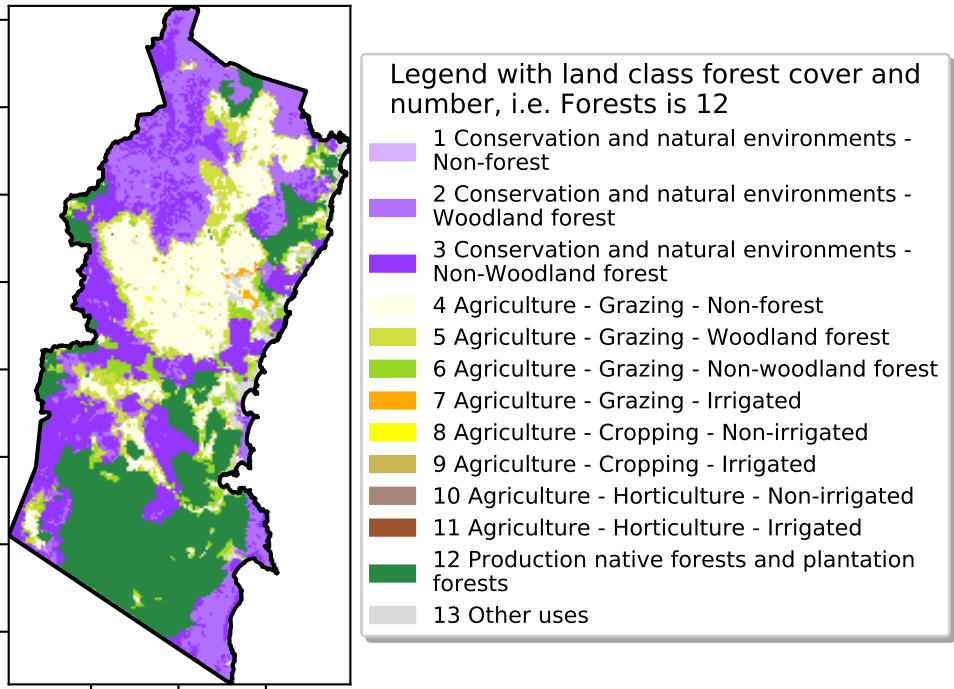 Legend with land class forest cover and
number, i.e. Forests is 12
1 Conservation and natural environments -
Non-forest
2 Conservation and natural environments -
Woodland forest
3 Conservation and natural environments -
Non-Woodland forest
4 Agriculture - Grazing - Non-forest
5 Agriculture - Grazing - Woodland forest
6 Agriculture - Grazing - Non-woodland forest
7 Agriculture - Grazing - Irrigated
8 Agriculture - Cropping - Non-irrigated
9 Agriculture - Cropping - Irrigated
10 Agriculture - Horticulture - Non-irrigated
11 Agriculture - Horticulture - Irrigated
12 Production native forests and plantation
forests
13 Other uses